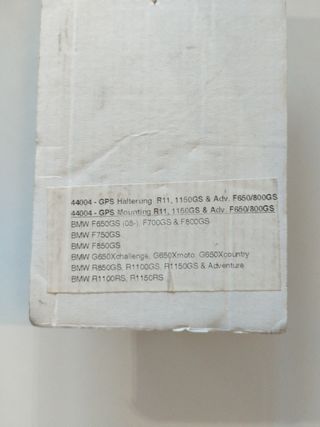 44004 - GPS Halterung R11, 1150GS & Adv. F650/800GS
44004 - GPS Mounting R11, 1150GS & Adv. F650/800GS
BMW F650GS (08-), F700GS & F800GS
BMW F750GS
BMW F850GS
BMW G650Xchallenge, G650Xmoto, G650Xcountry
BMW R850GS, R1100GS, R1150GS & Adventure
BMW R1100RS, R1150RS